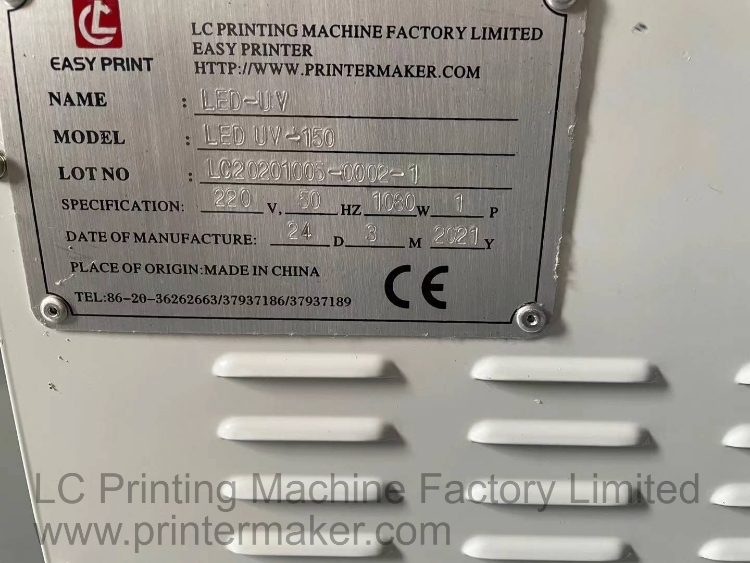 LC
EASY PRINT
LC PRINTING MACHINE FACTORY LIMITED
EASY PRINTER
HTTP://WWW.PRINTERMAKER.COM
NAME : LED-UV
MODEL : LED UV-150
LOT NO : LC20201005-0002-1
SPECIFICATION: 220 V, 50 HZ W 1 P
DATE OF MANUFACTURE: 24 D 3 M 2021 Y
PLACE OF ORIGIN:MADE IN CHINA
TEL:86-20-36262663/37937186/37937189
CE
LC Printing Machine Factory Limited
www.printermaker.com